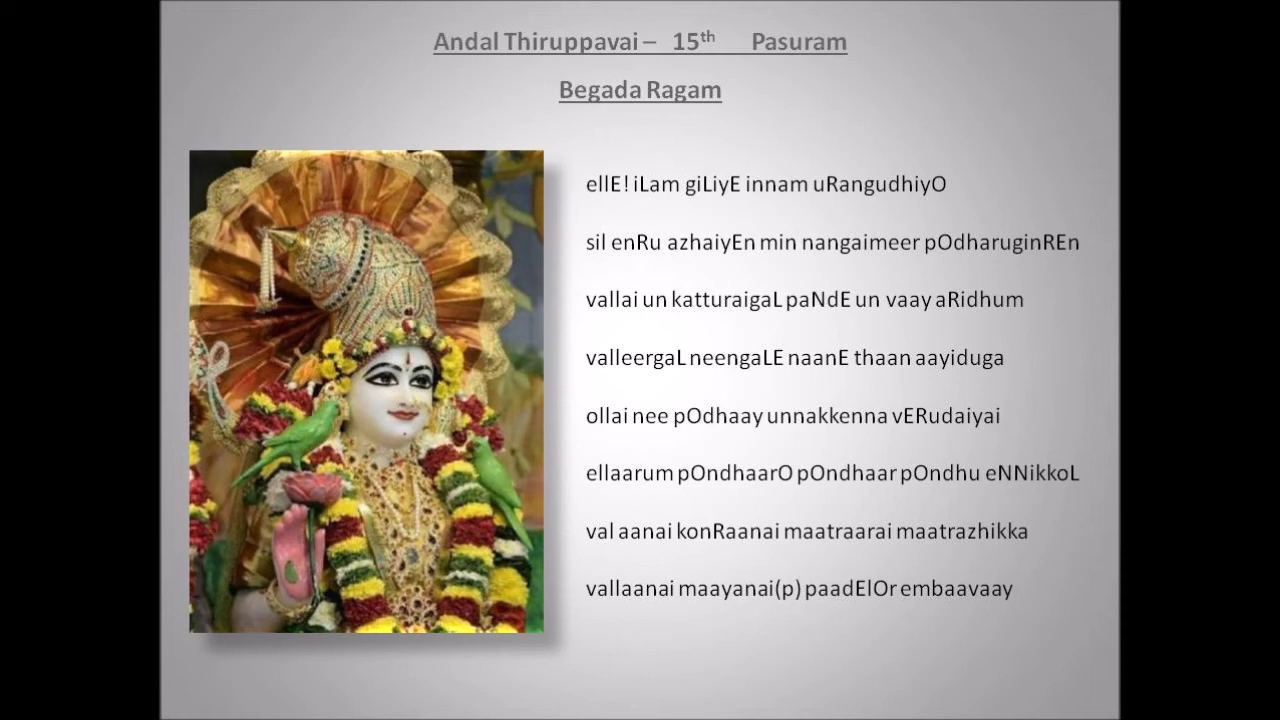 Andal Thiruppavai – 15th Pasuram
Begada Ragam
ellE! iLam giLiyE innam uRangudhiyO
sil enRu azhaiyEn min nangaimeer pOdharuginREn
vallai un katturaigaL paNdE un vaay aRidhum
valleergaL neengaLE naanE thaan aayiduga
ollai nee pOdhaay unnakkenna vERudaiyai
ellaarum pOndhaarO pOndhaar pOndhu eNNikkoL
val aanai konRaanai maatraarai maatrazhikka
vallaanai maayanai(p) paadElOr embaavaay